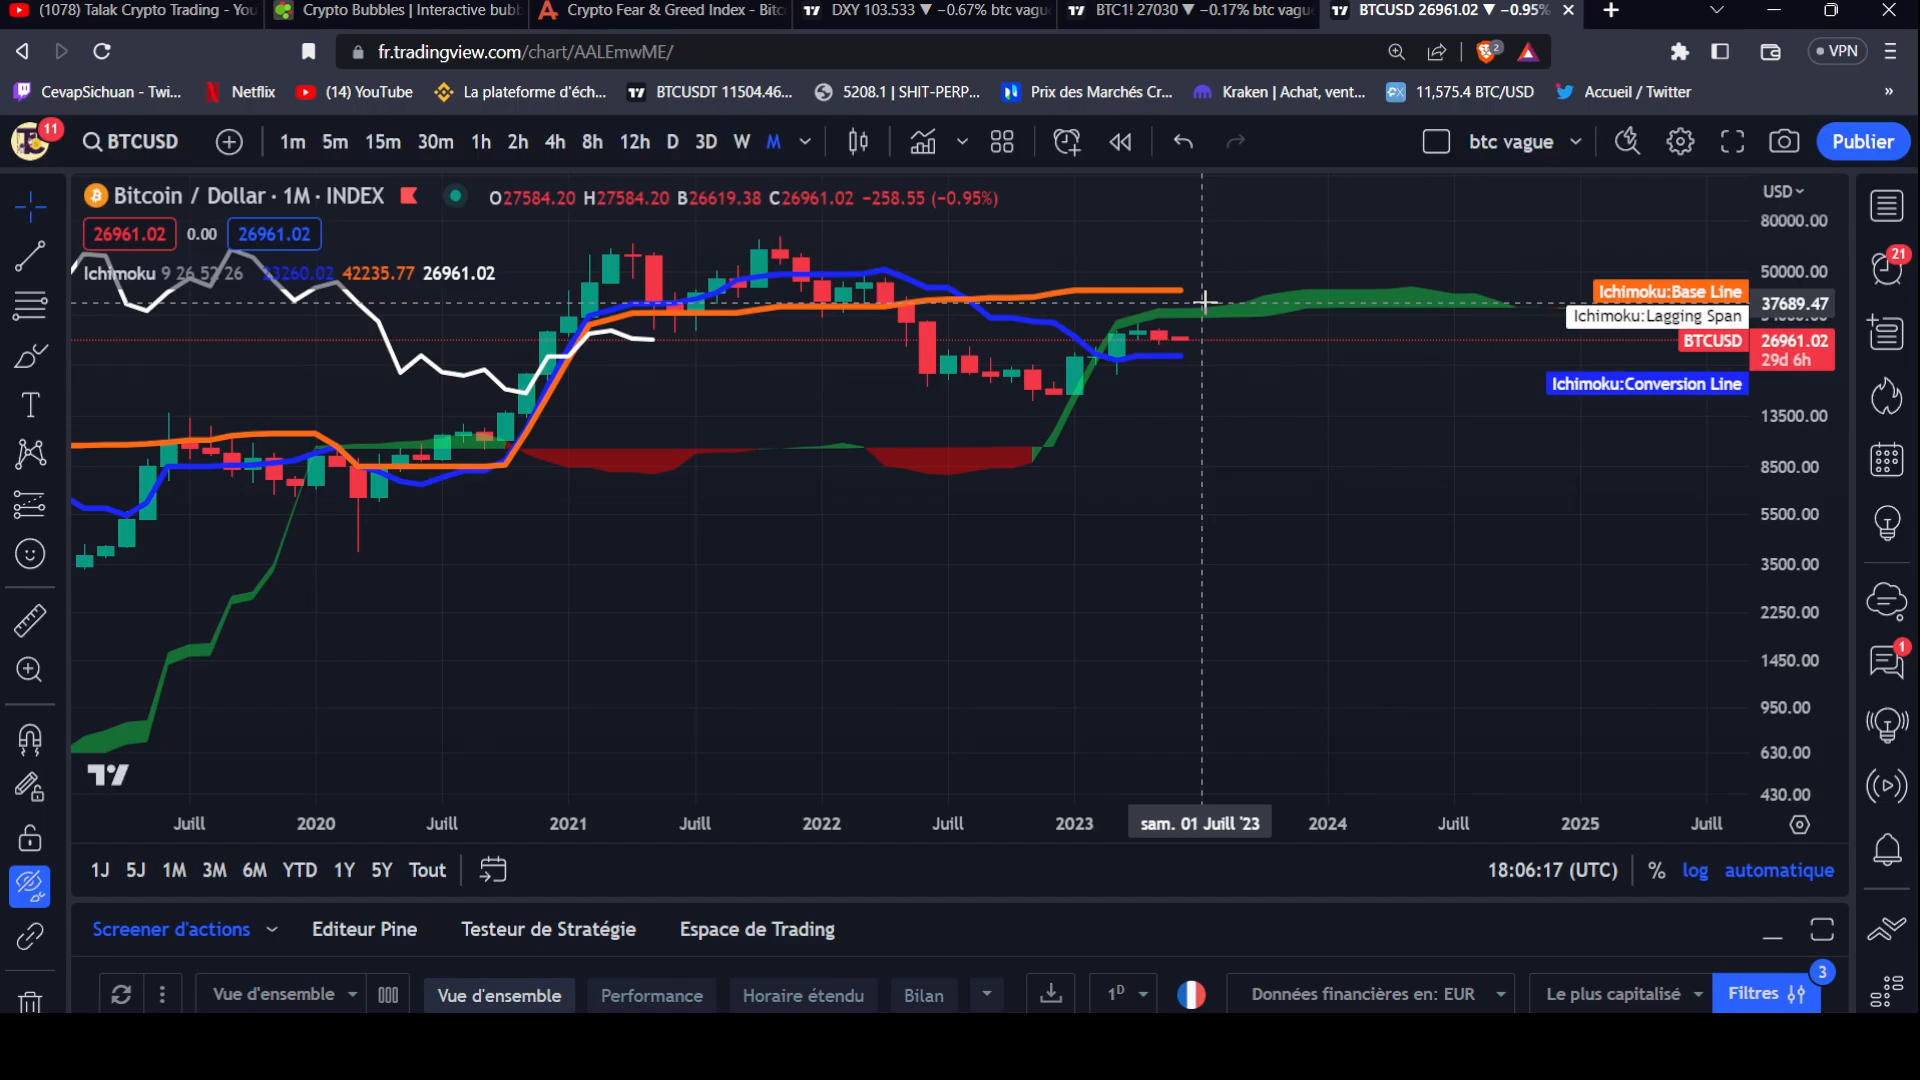 (1078) Talak Crypto Trading - You
Crypto Bubbles | Interactive bubb
Crypto Fear & Greed Index - Bitc
DXY 103.533 ▼ −0.67% btc vagu
BTC1! 27030 ▼ −0.17% btc vagu
BTCUSD 26961.02 ▼ −0.95%
fr.tradingview.com/chart/AALEmwME/
2
VPN
CevapSichuan - Twi...
Netflix
(14) YouTube
La plateforme d'éch...
BTCUSDT 11504.46...
5208.1 | SHIT-PERP...
Prix des Marchés Cr...
Kraken | Achat, vent...
11,575.4 BTC/USD
Accueil / Twitter
»
11
BTCUSD
1m 5m 15m 30m 1h 2h 4h 8h 12h D 3D W M
btc vague
Publier
Bitcoin / Dollar · 1M · INDEX
O27584.20 H27584.20 B26619.38 C26961.02 −258.55 (−0.95%)
26961.02 0.00 26961.02
Ichimoku 9 26 52 26 23260.02 42235.77 26961.02
USD
80000.00
50000.00
Ichimoku:Base Line
37689.47
Ichimoku:Lagging Span
BTCUSD 26961.02
29d 6h
Ichimoku:Conversion Line
13500.00
8500.00
5500.00
3500.00
2250.00
1450.00
950.00
630.00
430.00
21
1
Juill 2020 Juill 2021 Juill 2022 Juill 2023 sam. 01 Juill '23 2024 Juill 2025 Juill
1J 5J 1M 3M 6M YTD 1Y 5Y Tout
18:06:17 (UTC) % log automatique
Screener d'actions Editeur Pine Testeur de Stratégie Espace de Trading
Vue d'ensemble
Vue d'ensemble Performance Horaire étendu Bilan
1D
Données financières en: EUR
Le plus capitalisé
Filtres
3